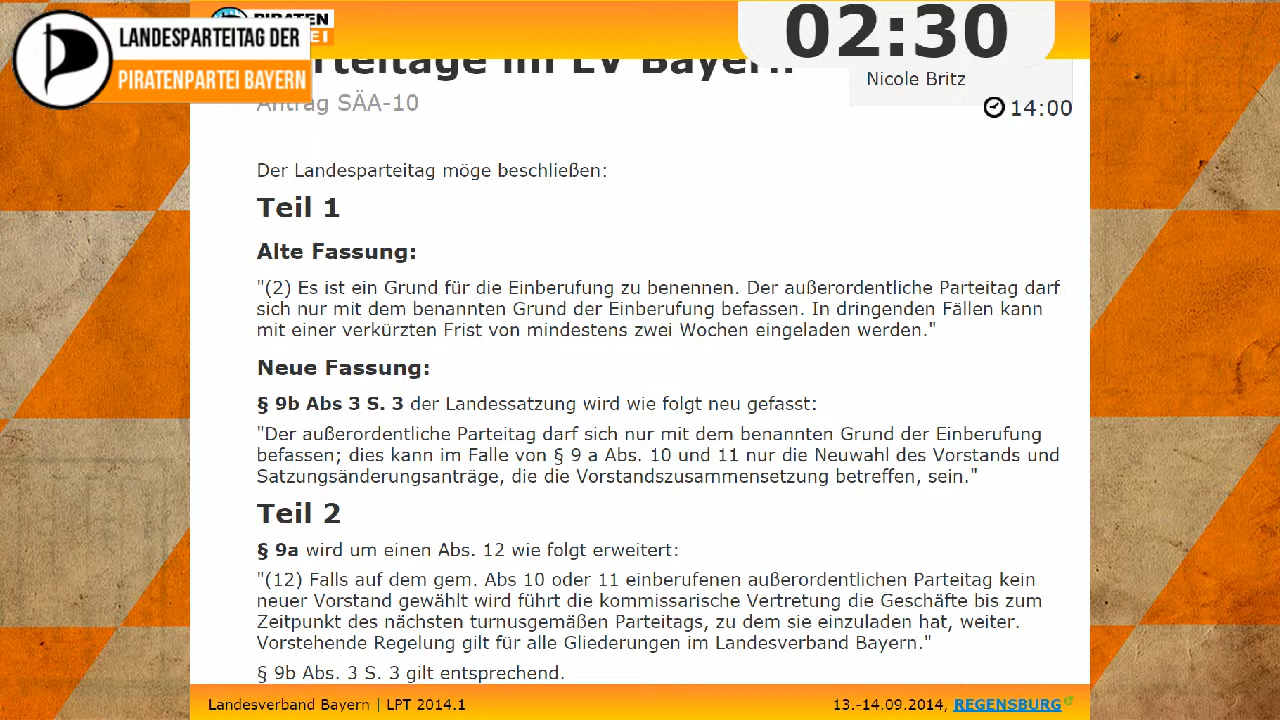 LANDESPARTEITAG DER
PIRATENPARTEI BAYERN
PIRATEN
02:30
im LV Bayern
Nicole Britz
Antrag SÄA-10
14:00
Der Landesparteitag möge beschließen:
Teil 1
Alte Fassung:
"(2) Es ist ein Grund für die Einberufung zu benennen. Der außerordentliche Parteitag darf
sich nur mit dem benannten Grund der Einberufung befassen. In dringenden Fällen kann
mit einer verkürzten Frist von mindestens zwei Wochen eingeladen werden."
Neue Fassung:
§ 9b Abs 3 S. 3 der Landessatzung wird wie folgt neu gefasst:
"Der außerordentliche Parteitag darf sich nur mit dem benannten Grund der Einberufung
befassen; dies kann im Falle von § 9 a Abs. 10 und 11 nur die Neuwahl des Vorstands und
Satzungsänderungsanträge, die die Vorstandszusammensetzung betreffen, sein."
Teil 2
§ 9a wird um einen Abs. 12 wie folgt erweitert:
"(12) Falls auf dem gem. Abs 10 oder 11 einberufenen außerordentlichen Parteitag kein
neuer Vorstand gewählt wird führt die kommissarische Vertretung die Geschäfte bis zum
Zeitpunkt des nächsten turnusgemäßen Parteitags, zu dem sie einzuladen hat, weiter.
Vorstehende Regelung gilt für alle Gliederungen im Landesverband Bayern."
§ 9b Abs. 3 S. 3 gilt entsprechend.
Landesverband Bayern | LPT 2014.1
13.-14.09.2014, REGENSBURG